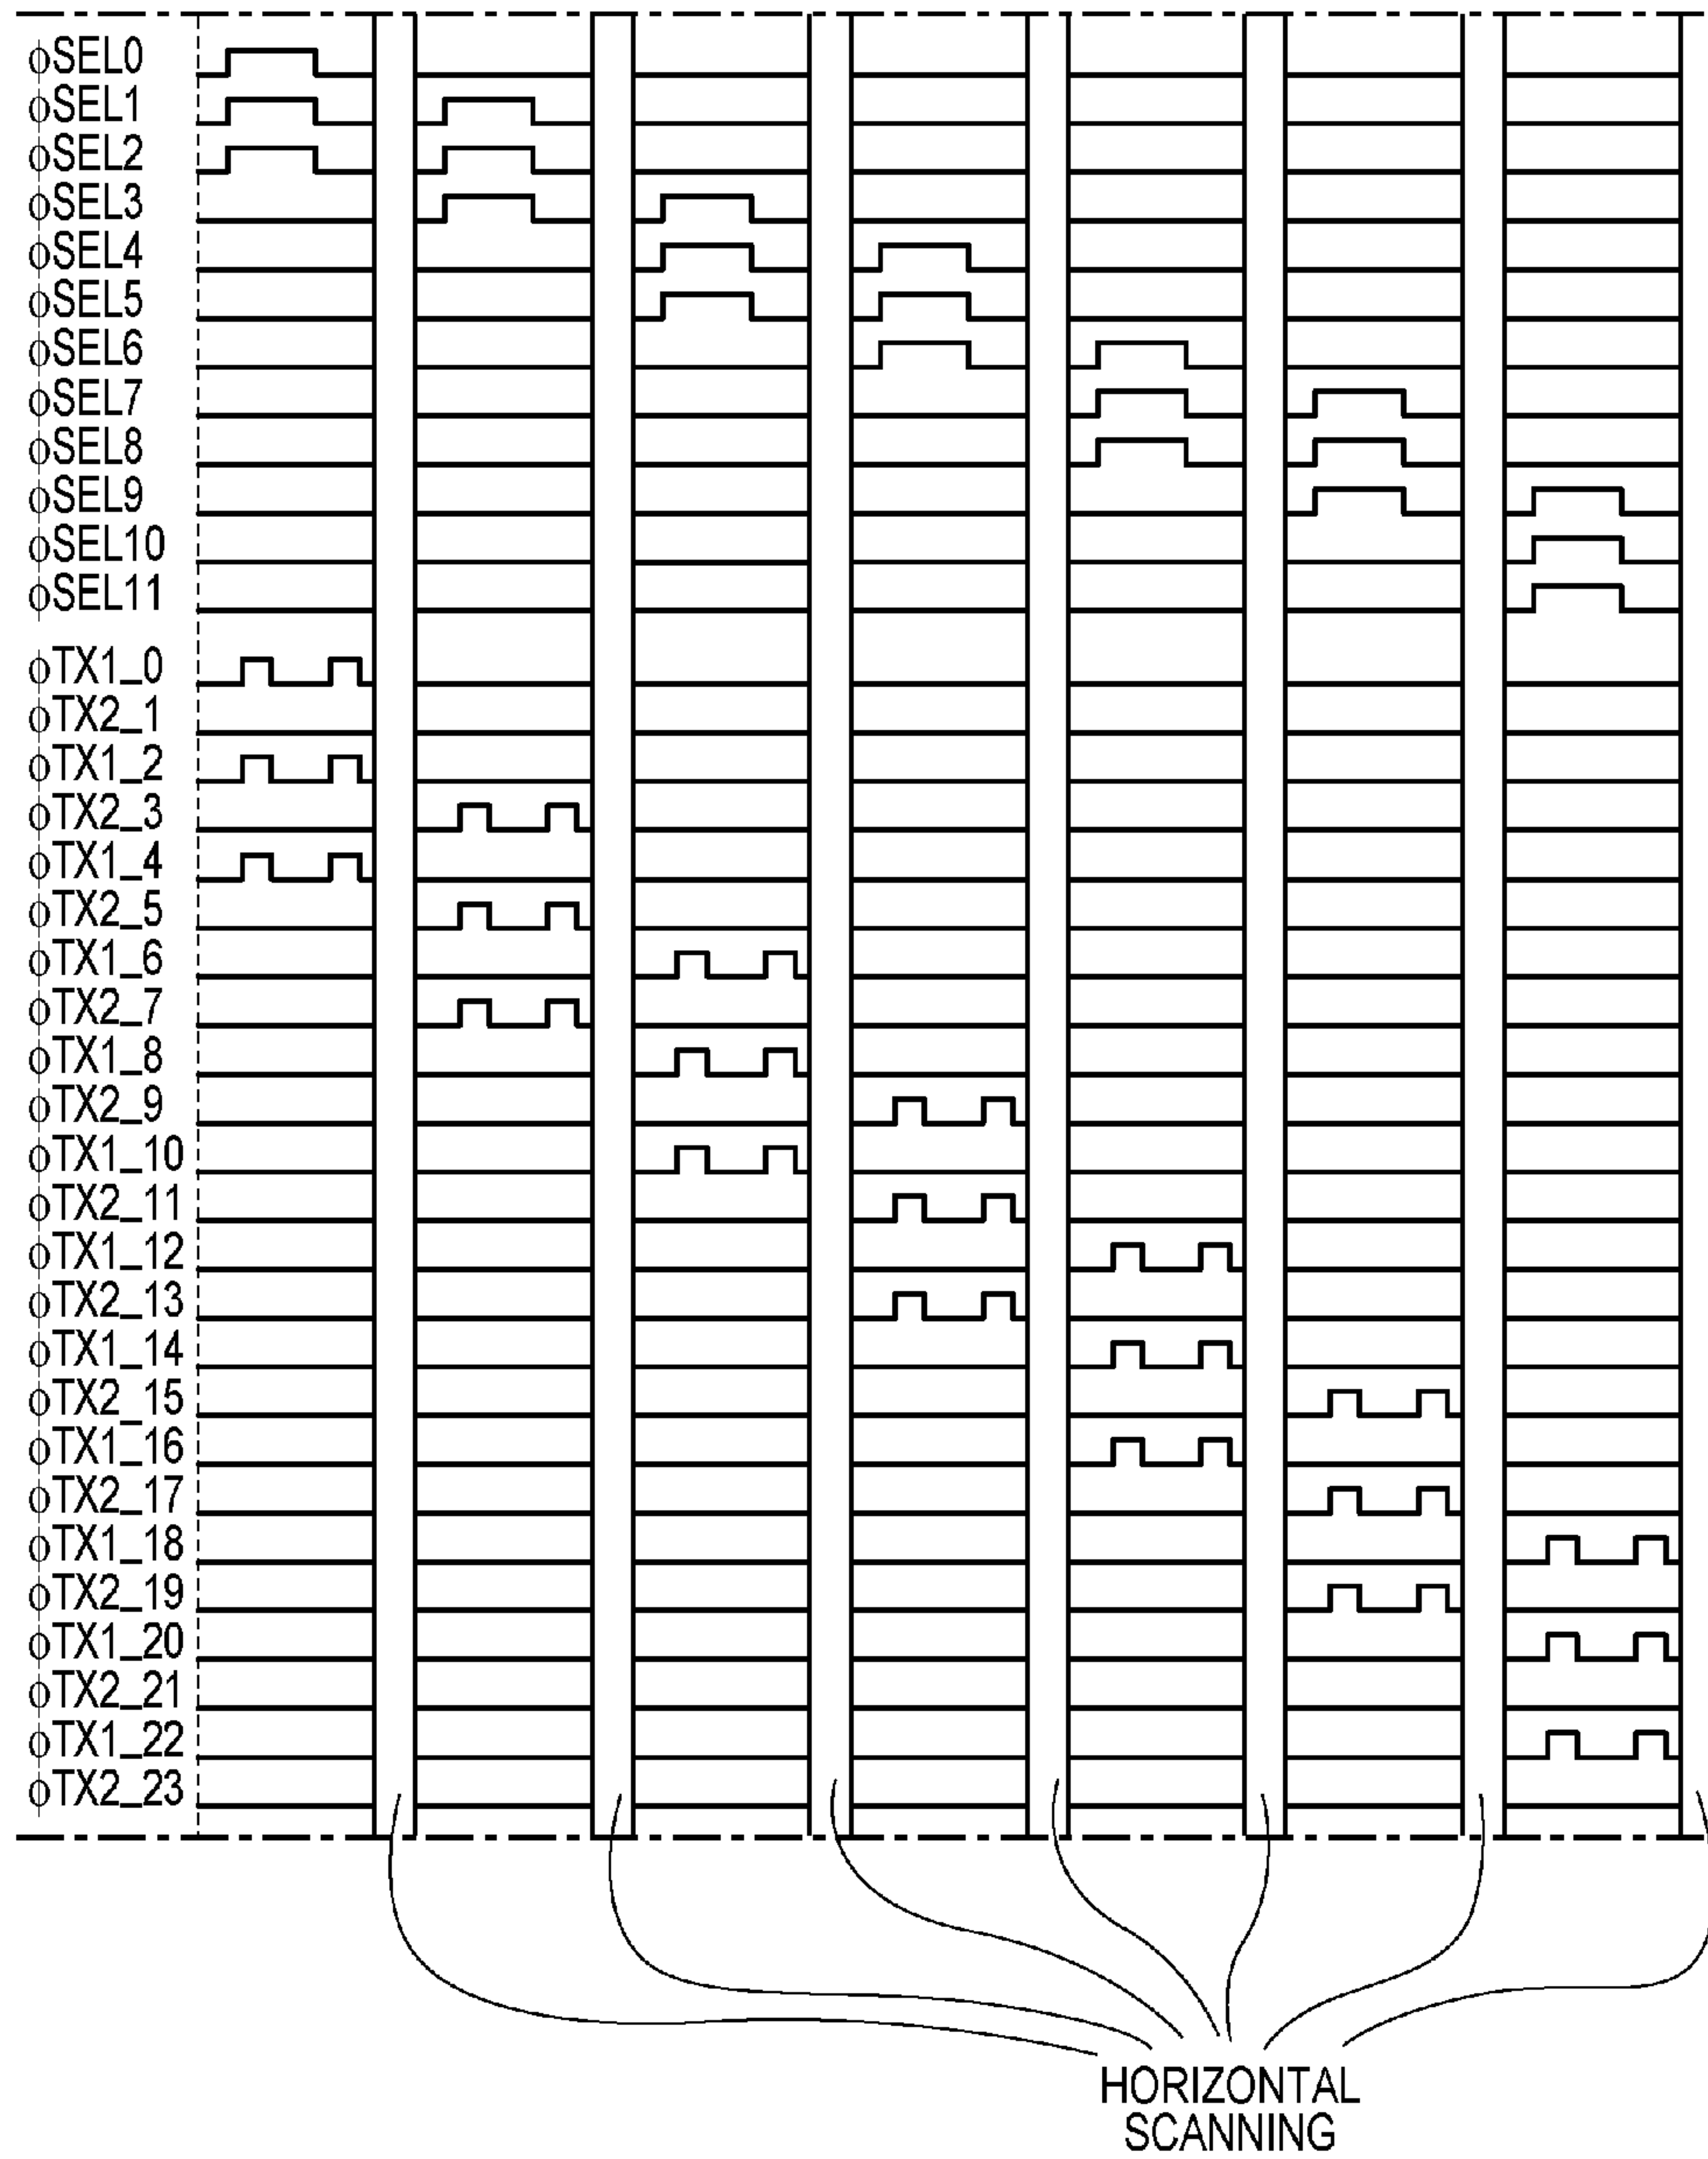 ϕSEL0
ϕSEL1
ϕSEL2
ϕSEL3
ϕSEL4
ϕSEL5
ϕSEL6
ϕSEL7
ϕSEL8
ϕSEL9
ϕSEL10
ϕSEL11
ϕTX1_0
ϕTX2_1
ϕTX1_2
ϕTX2_3
ϕTX1_4
ϕTX2_5
ϕTX1_6
ϕTX2_7
ϕTX1_8
ϕTX2_9
ϕTX1_10
ϕTX2_11
ϕTX1_12
ϕTX2_13
ϕTX1_14
ϕTX2_15
ϕTX1_16
ϕTX2_17
ϕTX1_18
ϕTX2_19
ϕTX1_20
ϕTX2_21
ϕTX1_22
ϕTX2_23
HORIZONTAL
SCANNING